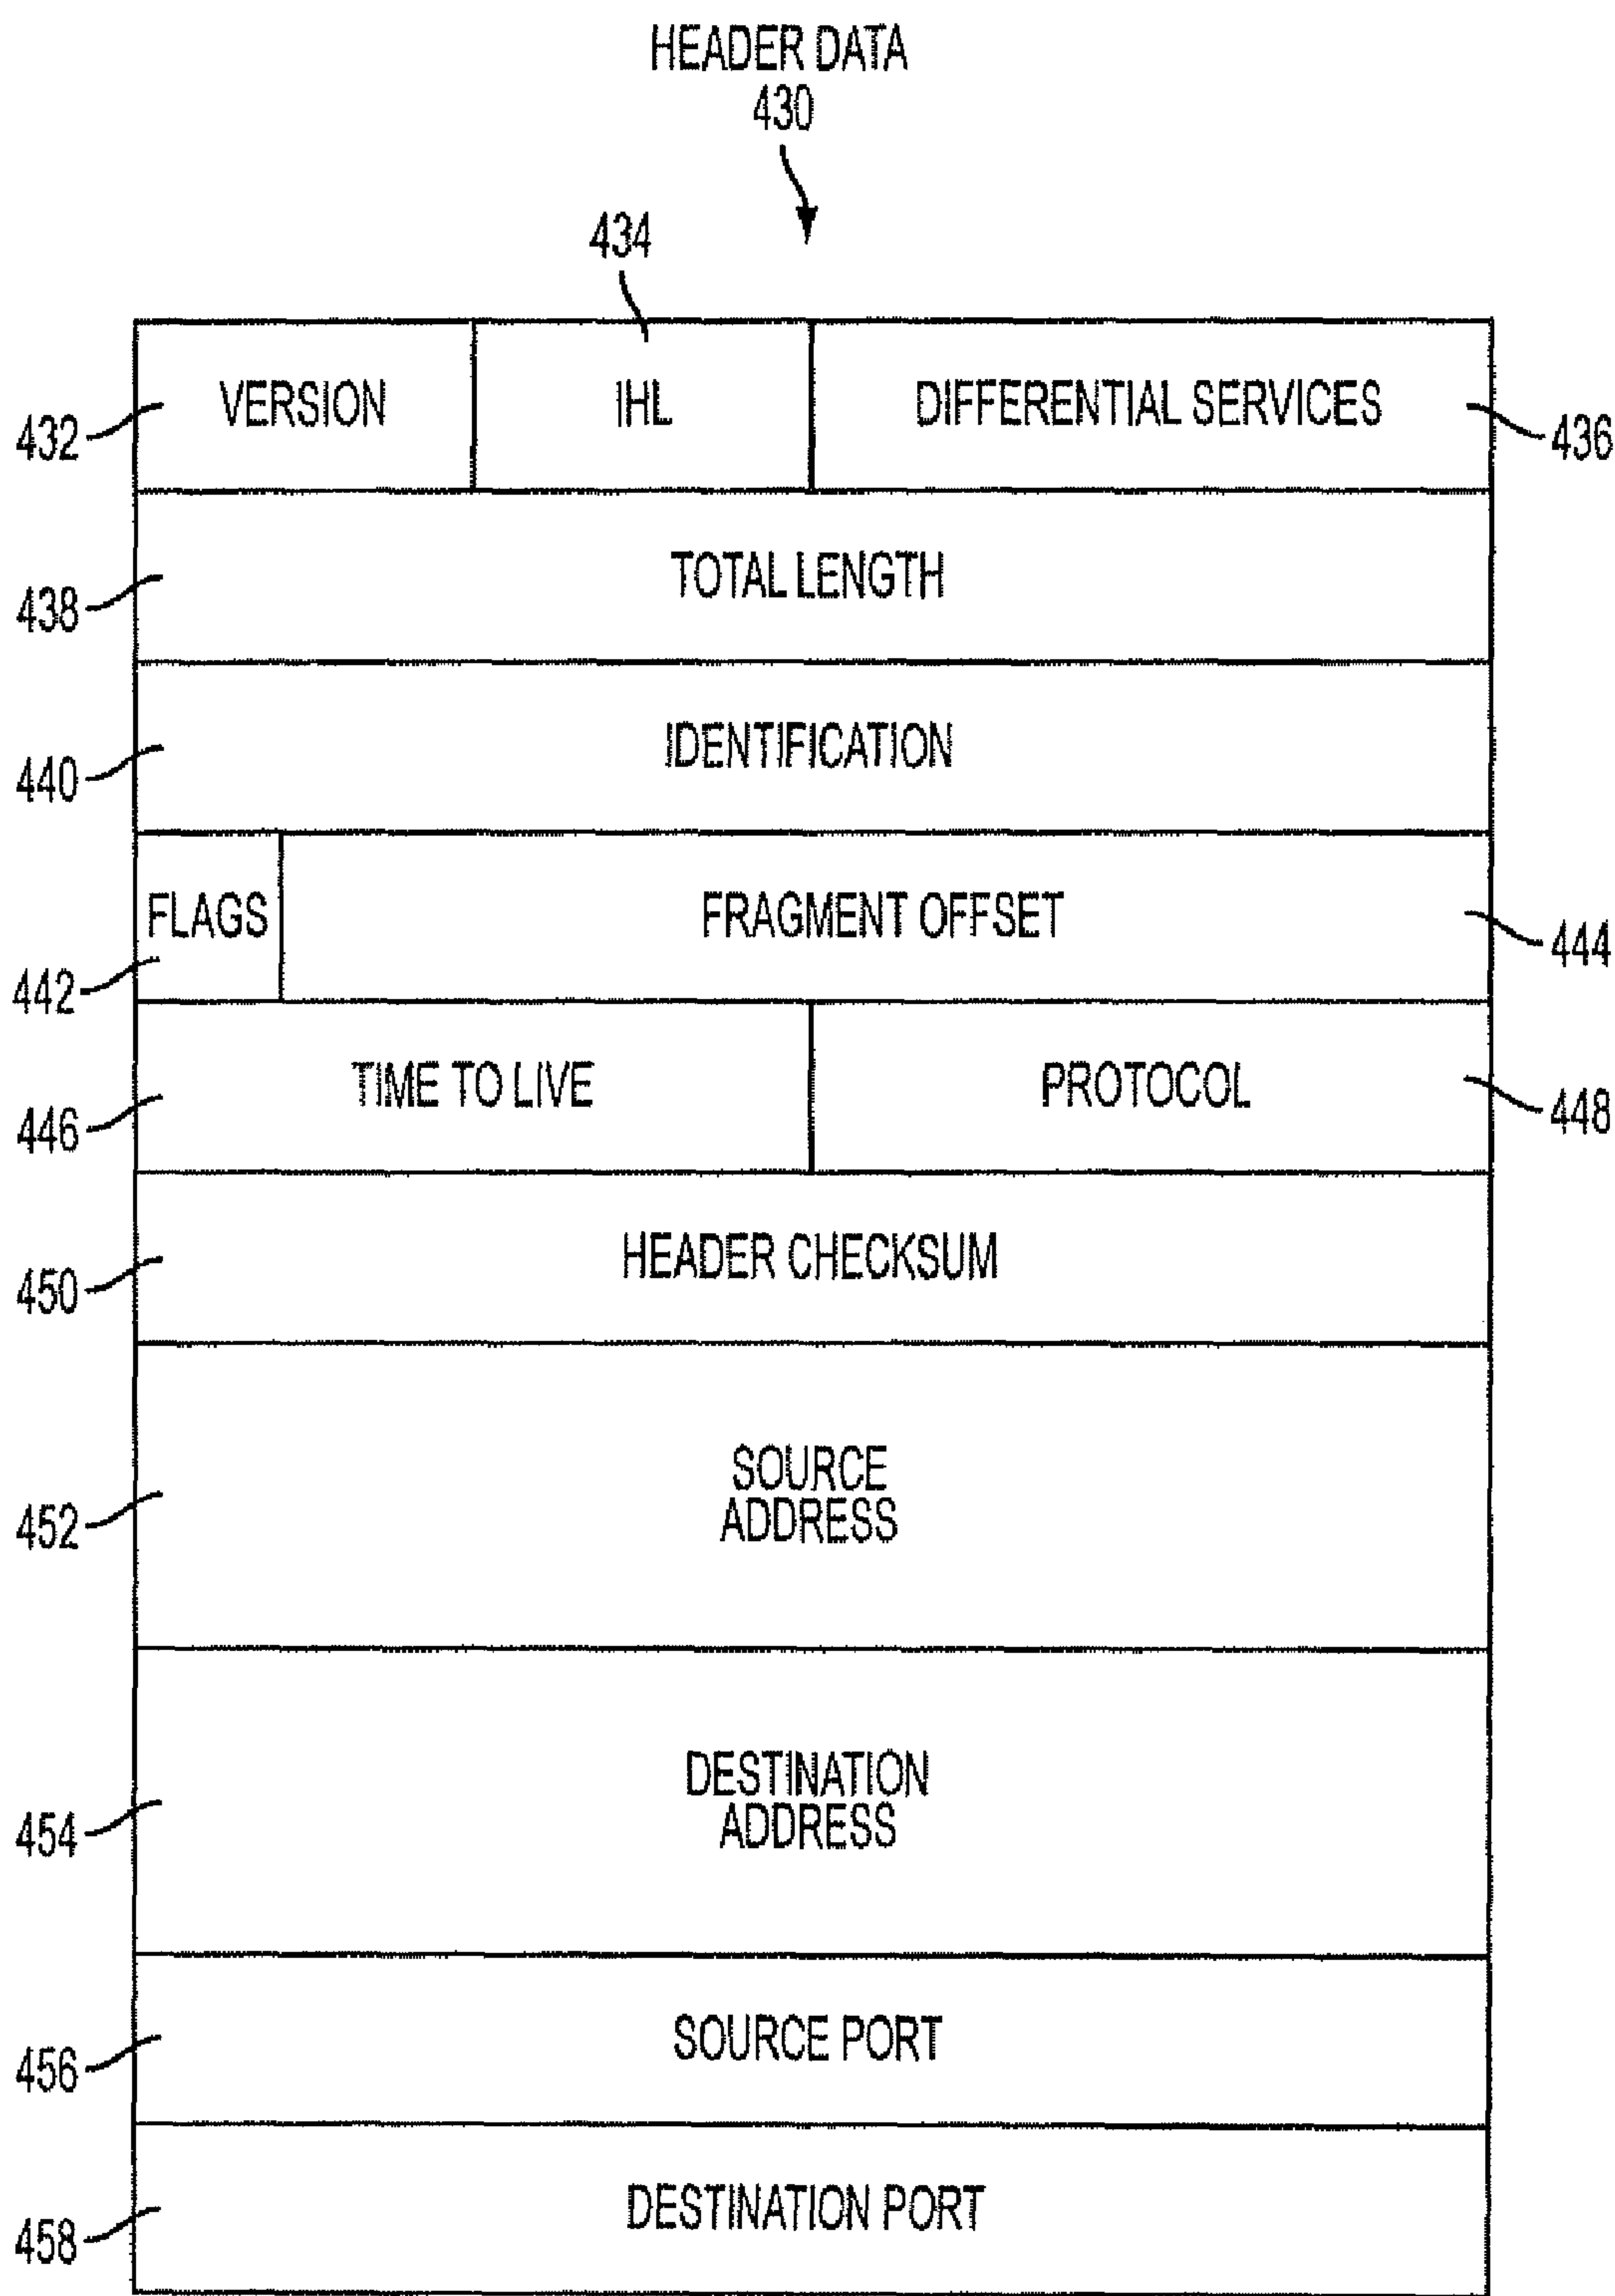 HEADER DATA
430
434
VERSION
IHL
DIFFERENTIAL SERVICES
432
436
TOTAL LENGTH
438
IDENTIFICATION
440
FLAGS
FRAGMENT OFFSET
442
444
TIME TO LIVE
PROTOCOL
446
448
HEADER CHECKSUM
450
SOURCE
ADDRESS
452
DESTINATION
ADDRESS
454
SOURCE PORT
456
DESTINATION PORT
458